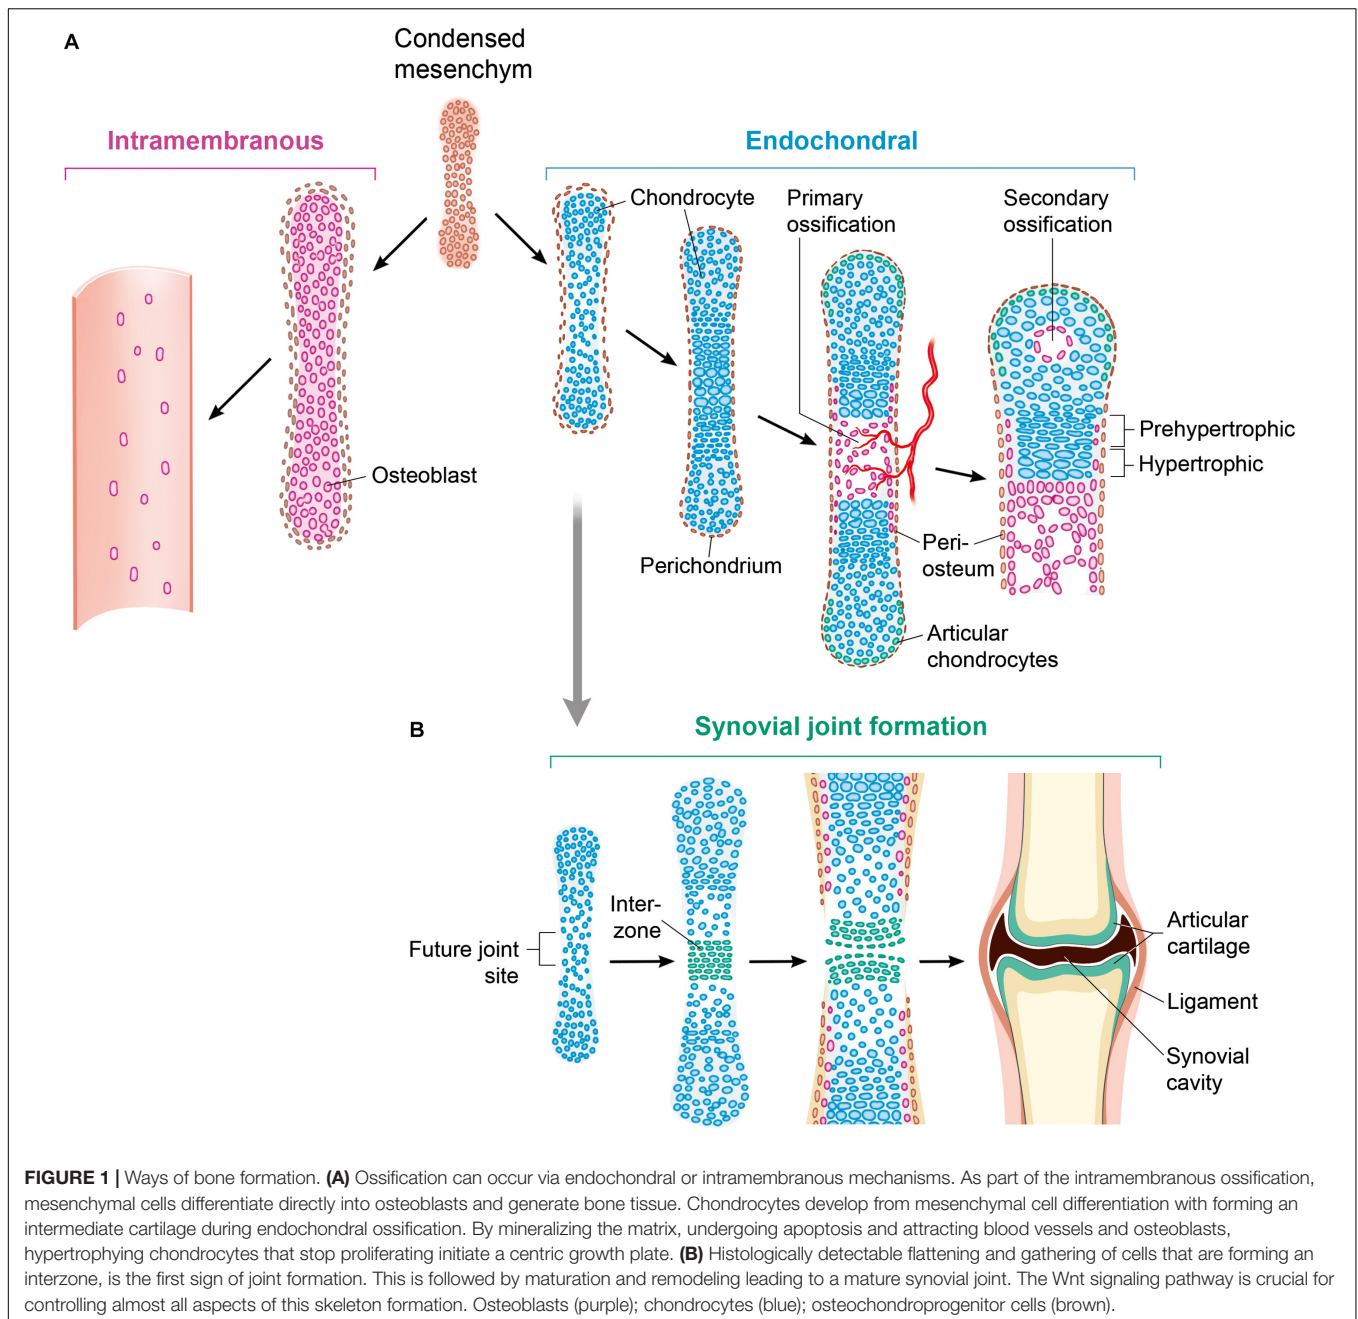 A
Condensed
mesenchym
Intramembranous
Endochondral
Chondrocyte
Primary
ossification
Secondary
ossification
Osteoblast
Perichondrium
Prehypertrophic
Hypertrophic
Peri-
osteum
Articular
chondrocytes
B
Synovial joint formation
Future joint
site
Inter-
zone
Articular
cartilage
Ligament
Synovial
cavity
FIGURE 1 | Ways of bone formation. (A) Ossification can occur via endochondral or intramembranous mechanisms. As part of the intramembranous ossification,
mesenchymal cells differentiate directly into osteoblasts and generate bone tissue. Chondrocytes develop from mesenchymal cell differentiation with forming an
intermediate cartilage during endochondral ossification. By mineralizing the matrix, undergoing apoptosis and attracting blood vessels and osteoblasts,
hypertrophying chondrocytes that stop proliferating initiate a centric growth plate. (B) Histologically detectable flattening and gathering of cells that are forming an
interzone, is the first sign of joint formation. This is followed by maturation and remodeling leading to a mature synovial joint. The Wnt signaling pathway is crucial for
controlling almost all aspects of this skeleton formation. Osteoblasts (purple); chondrocytes (blue); osteochondroprogenitor cells (brown).